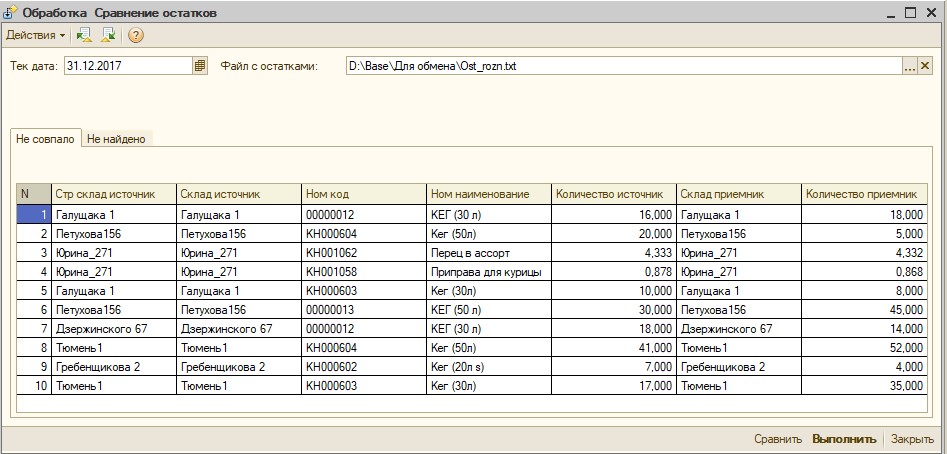 Обработка  Сравнение остатков
Действия
Тек дата: 31.12.2017 Файл с остатками: D:\Base\Для обмена\Ost_rozn.txt
Не совпало Не найдено
N Стр склад источник Склад источник Ном код Ном наименование Количество источник Склад приемник Количество приемник
1 Галущака 1 Галущака 1 00000012 КЕГ (30 л) 16,000 Галущака 1 18,000
2 Петухова156 Петухова156 КН000604 Кег (50л) 20,000 Петухова156 5,000
3 Юрина_271 Юрина_271 КН001062 Перец в ассорт 4,333 Юрина_271 4,332
4 Юрина_271 Юрина_271 КН001058 Приправа для курицы 0,878 Юрина_271 0,868
5 Галущака 1 Галущака 1 КН000603 Кег (30л) 10,000 Галущака 1 8,000
6 Петухова156 Петухова156 00000013 КЕГ (50 л) 30,000 Петухова156 45,000
7 Дзержинского 67 Дзержинского 67 00000012 КЕГ (30 л) 18,000 Дзержинского 67 14,000
8 Тюмень1 Тюмень1 КН000604 Кег (50л) 41,000 Тюмень1 52,000
9 Гребенщикова 2 Гребенщикова 2 КН000602 Кег (20л s) 7,000 Гребенщикова 2 4,000
10 Тюмень1 Тюмень1 КН000603 Кег (30л) 17,000 Тюмень1 35,000
Сравнить Выполнить Закрыть